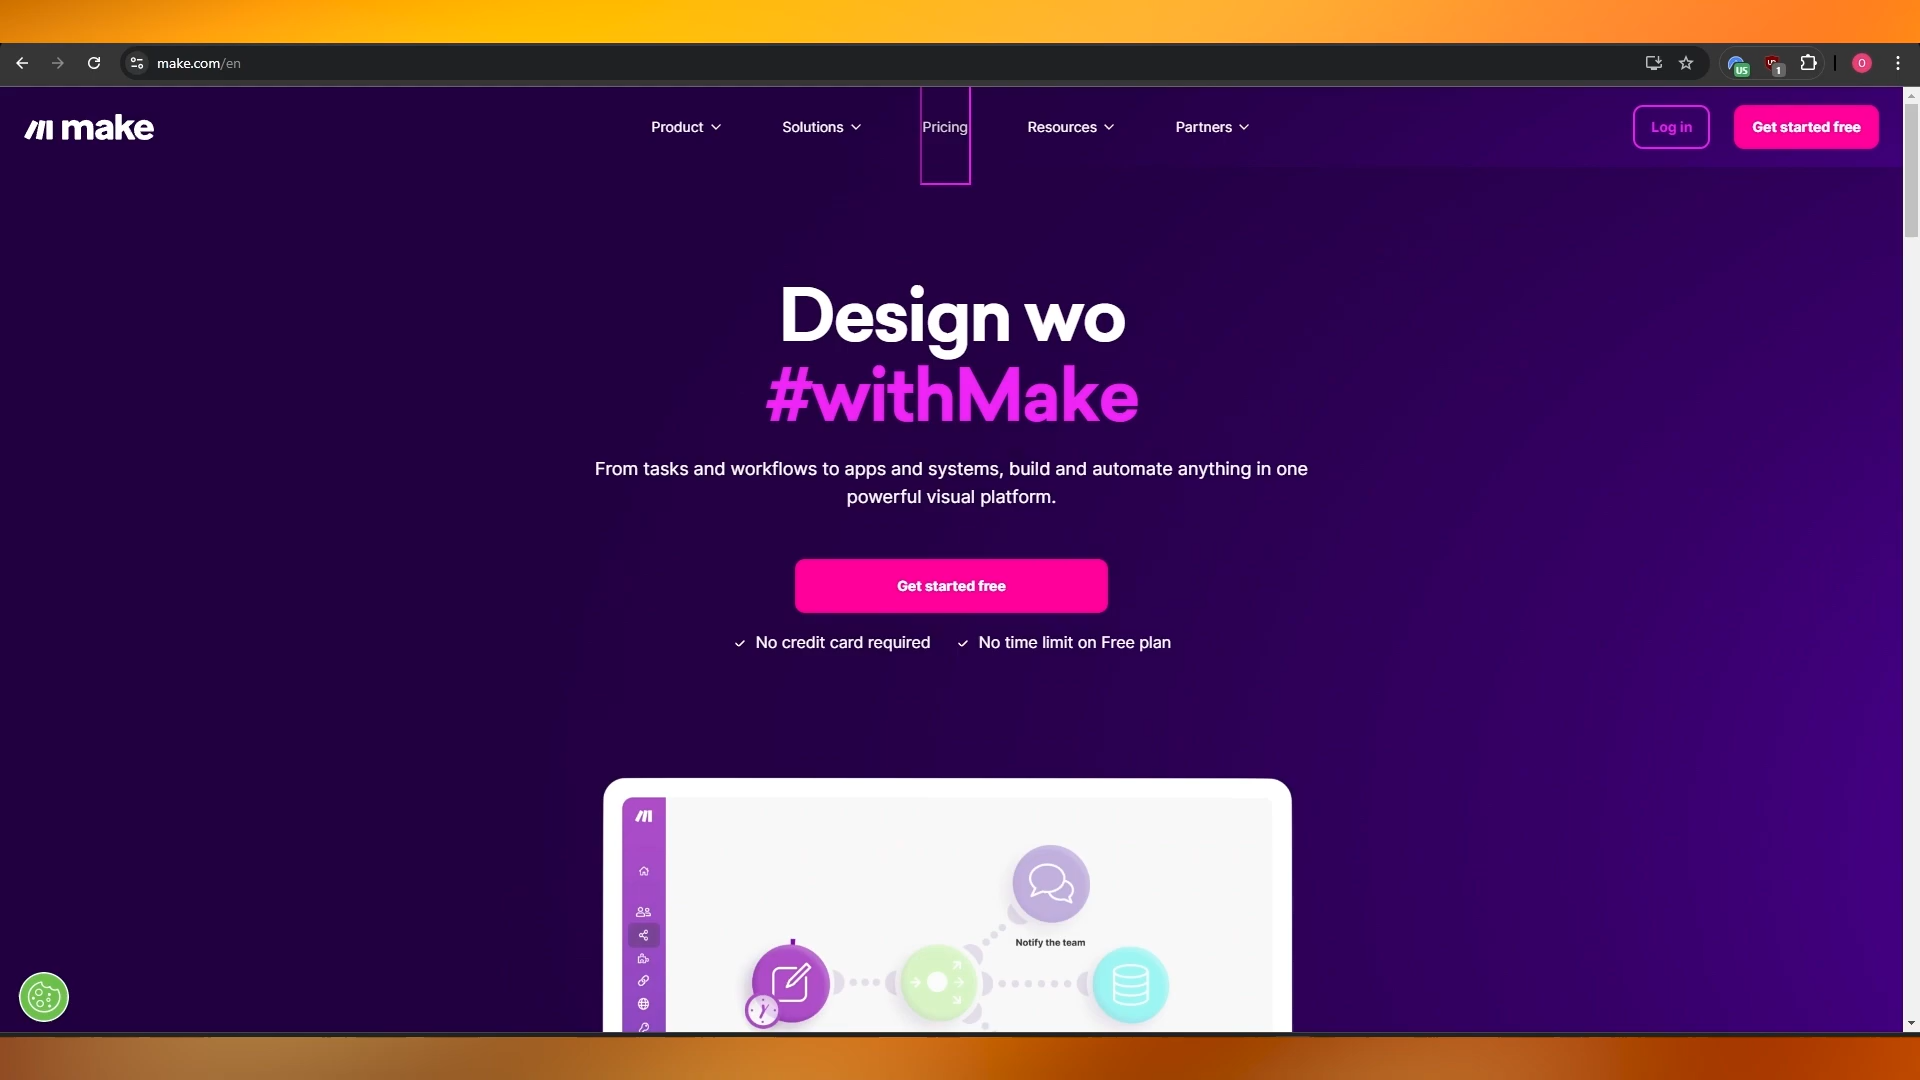 make.com/en
US
1
O
make
Product
Solutions
Pricing
Resources
Partners
Log in
Get started free
Design wo
#withMake
From tasks and workflows to apps and systems, build and automate anything in one
powerful visual platform.
Get started free
No credit card required
No time limit on Free plan
Notify the team